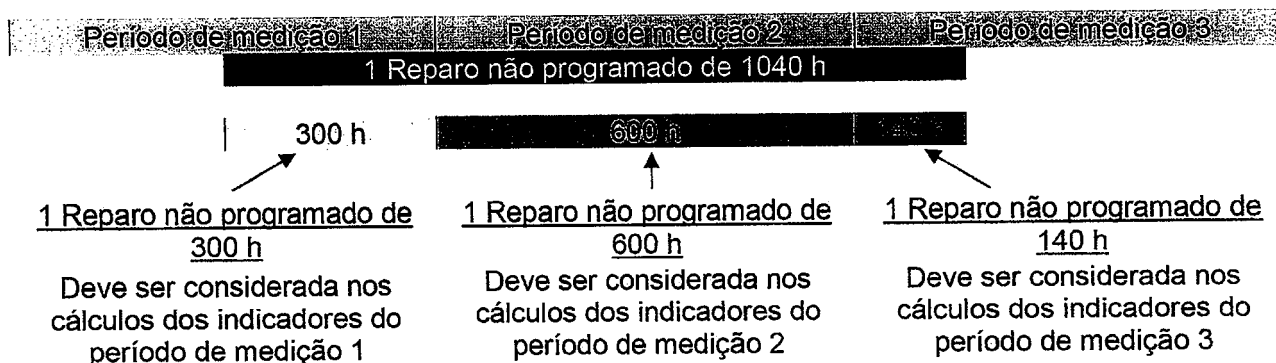 Período de medição 1 Período de medição 2 Período de medição 3
1 Reparo não programado de 1040 h
300 h 600 h
1 Reparo não programado de
300 h
Deve ser considerada nos
cálculos dos indicadores do
período de medição 1
1 Reparo não programado de
600 h
Deve ser considerada nos
cálculos dos indicadores do
período de medição 2
1 Reparo não programado de
140 h
Deve ser considerada nos
cálculos dos indicadores do
período de medição 3